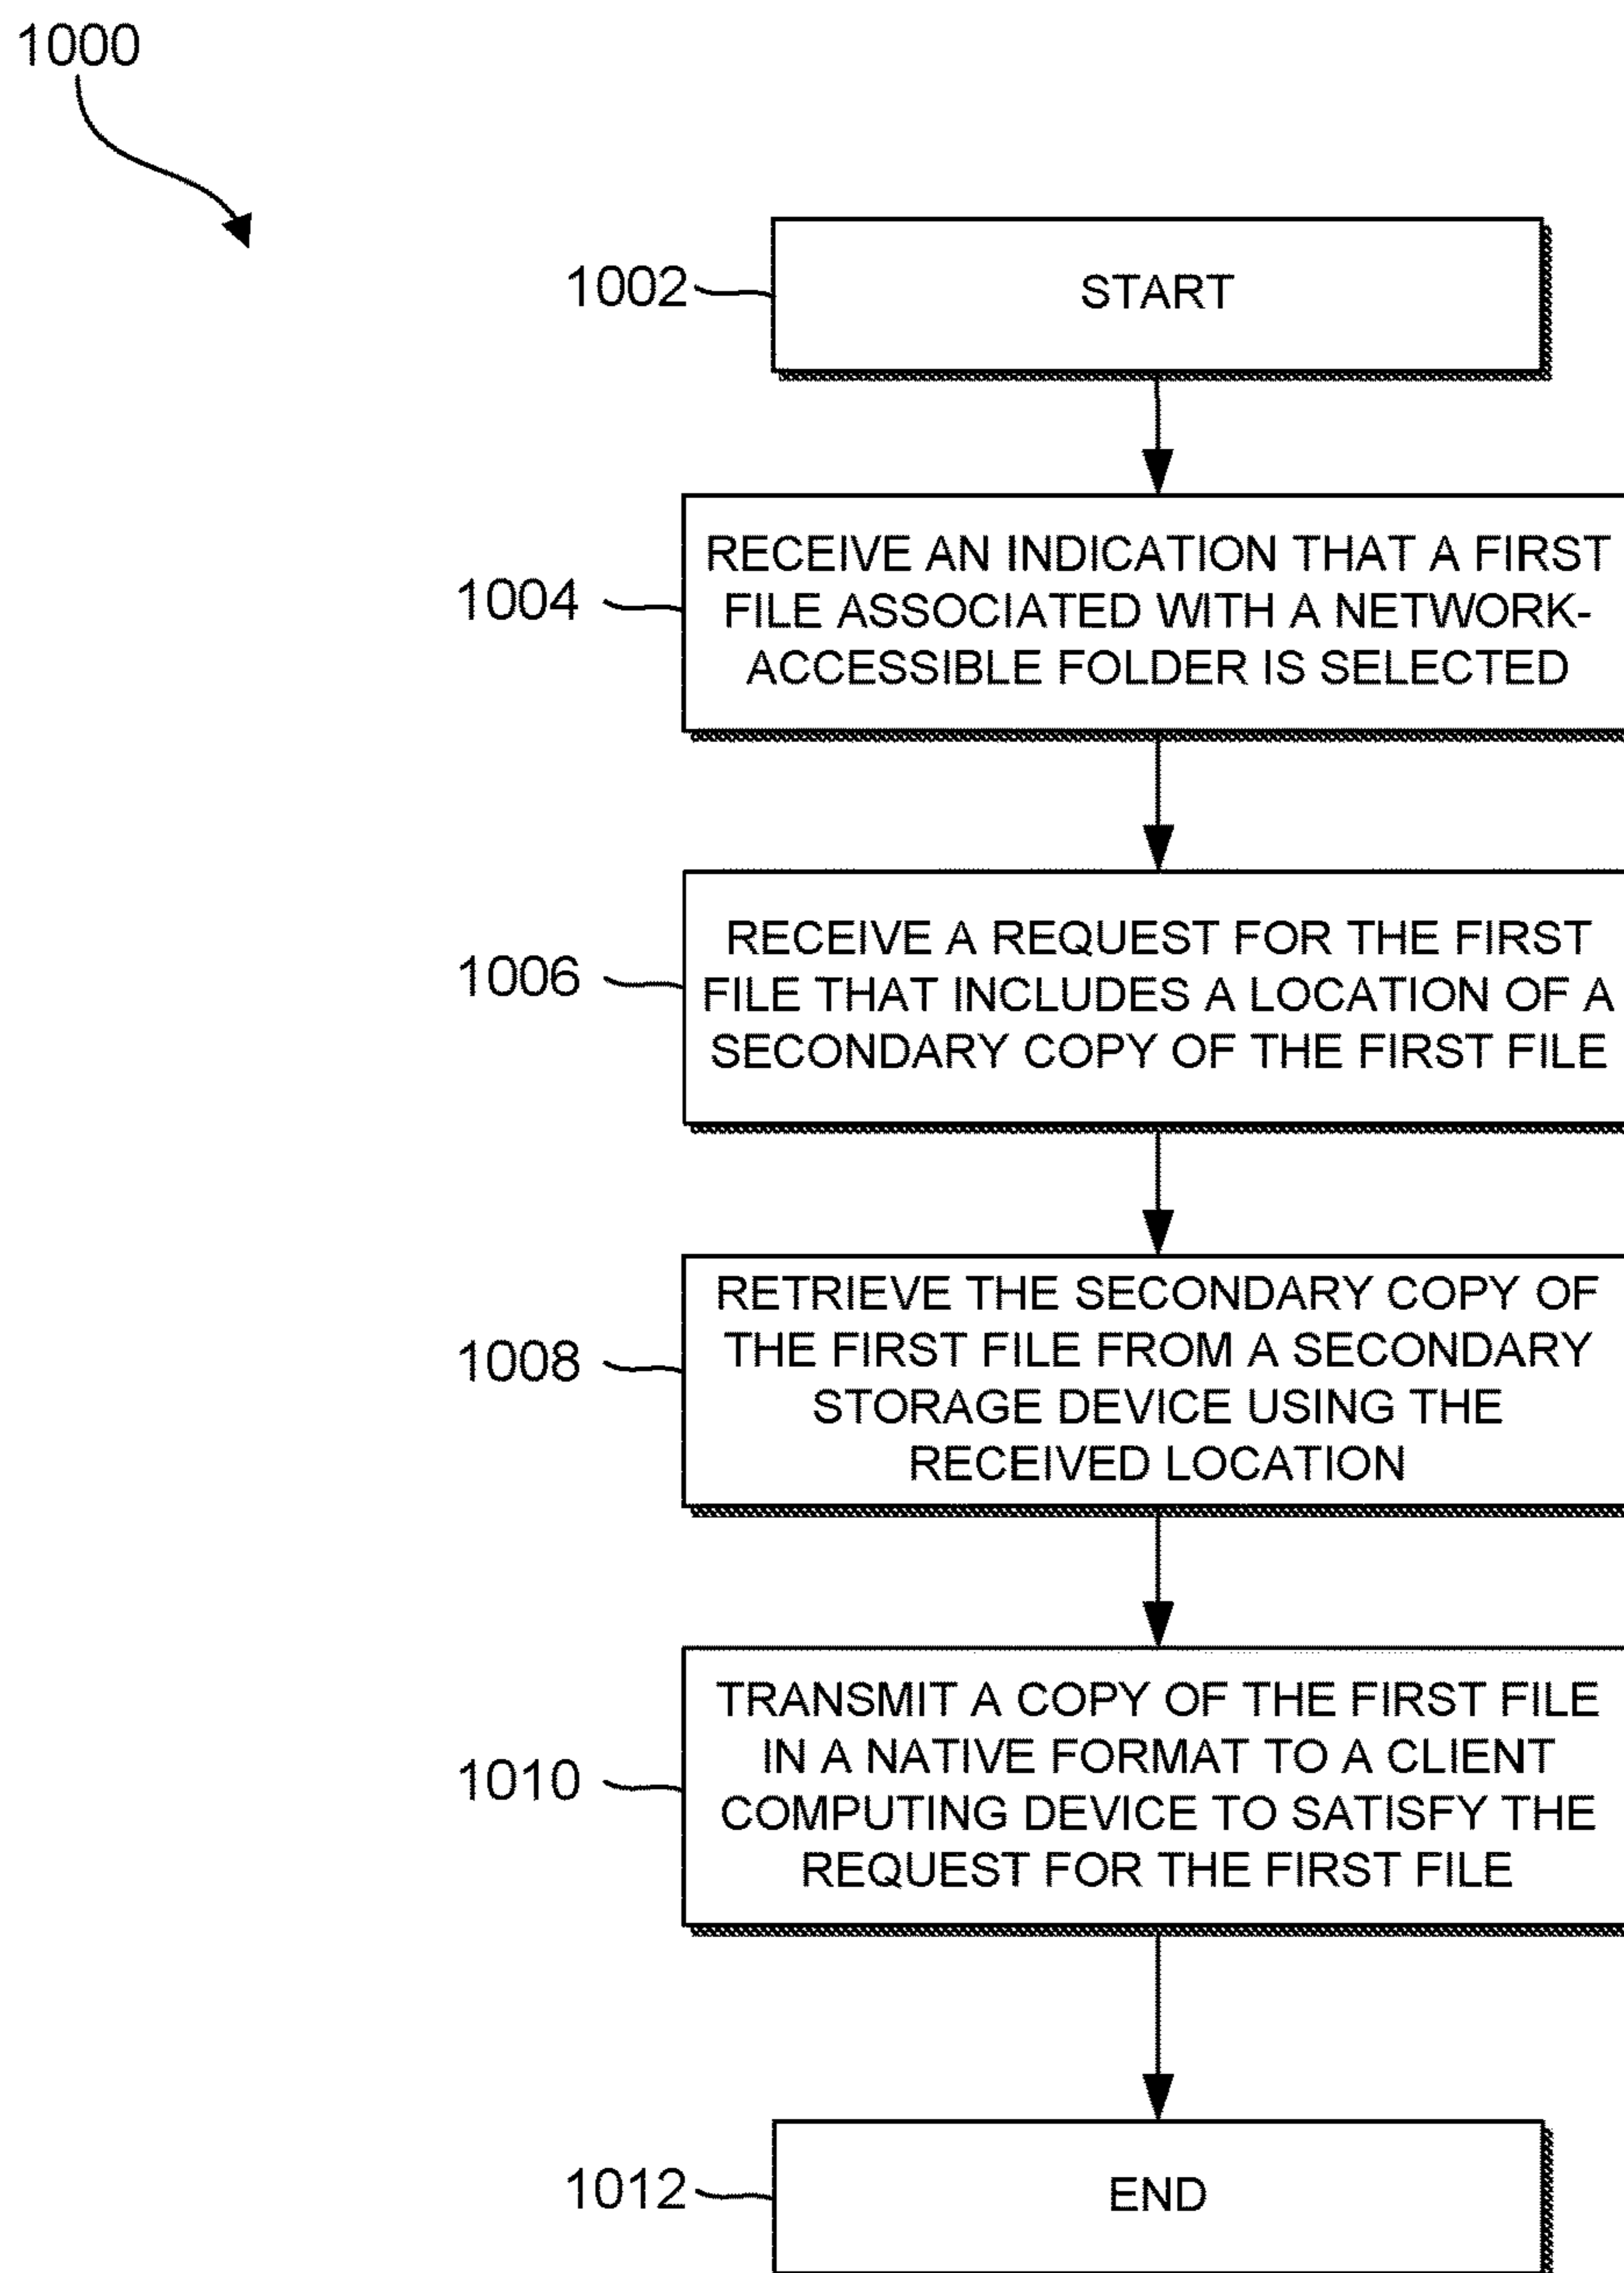 1000
1002
START
1004
RECEIVE AN INDICATION THAT A FIRST
FILE ASSOCIATED WITH A NETWORK-
ACCESSIBLE FOLDER IS SELECTED
1006
RECEIVE A REQUEST FOR THE FIRST
FILE THAT INCLUDES A LOCATION OF A
SECONDARY COPY OF THE FIRST FILE
1008
RETRIEVE THE SECONDARY COPY OF
THE FIRST FILE FROM A SECONDARY
STORAGE DEVICE USING THE
RECEIVED LOCATION
1010
TRANSMIT A COPY OF THE FIRST FILE
IN A NATIVE FORMAT TO A CLIENT
COMPUTING DEVICE TO SATISFY THE
REQUEST FOR THE FIRST FILE
1012
END